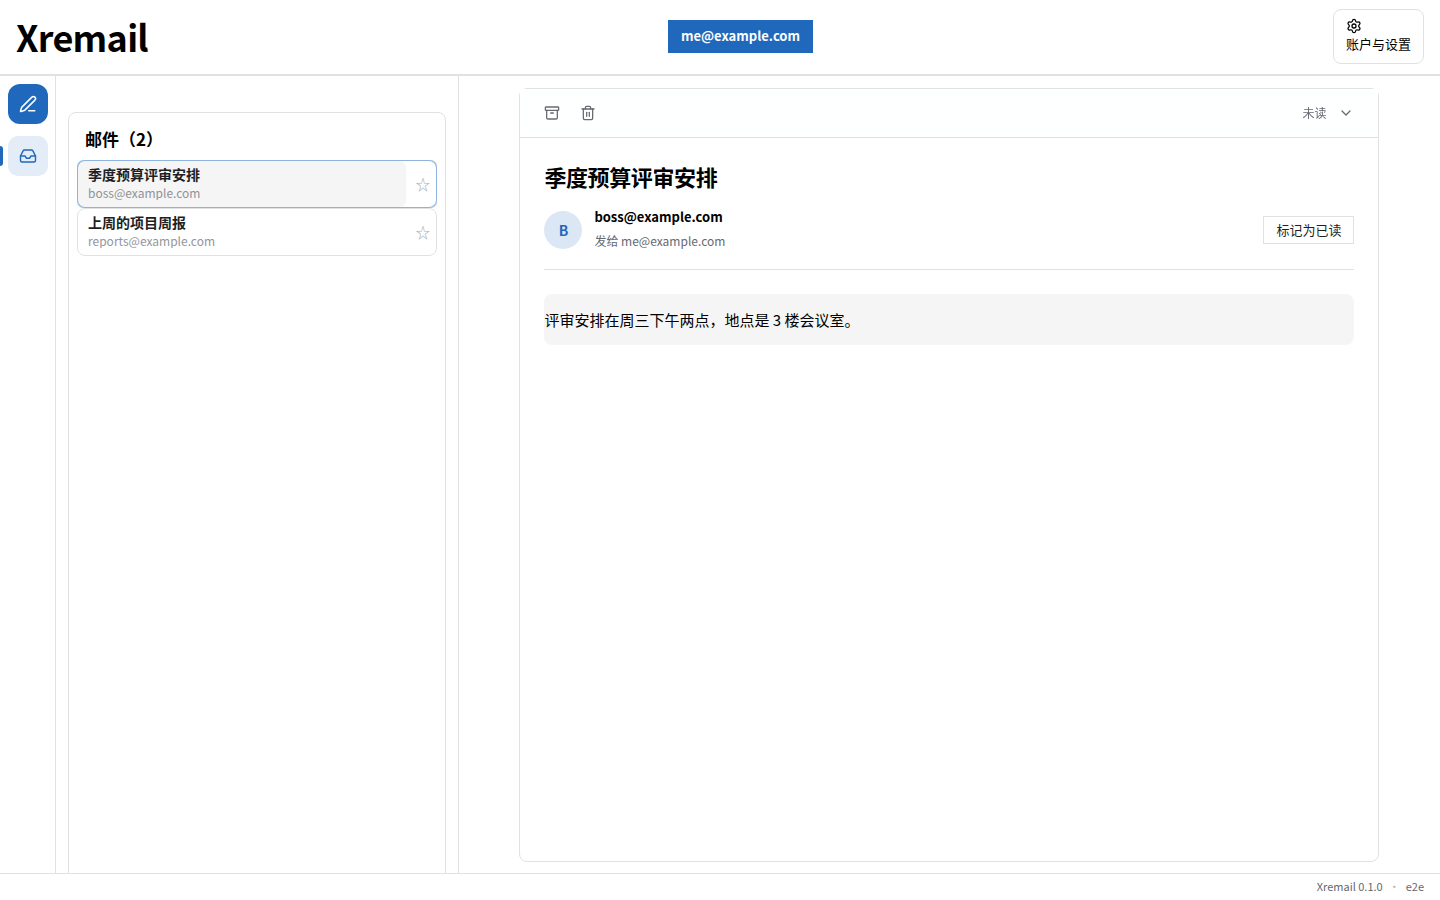 Xremail
me@example.com
账户与设置
邮件（2）
季度预算评审安排
boss@example.com
☆
上周的项目周报
reports@example.com
☆
未读
季度预算评审安排
B
boss@example.com
发给 me@example.com
标记为已读
评审安排在周三下午两点，地点是 3 楼会议室。
Xremail 0.1.0 · e2e